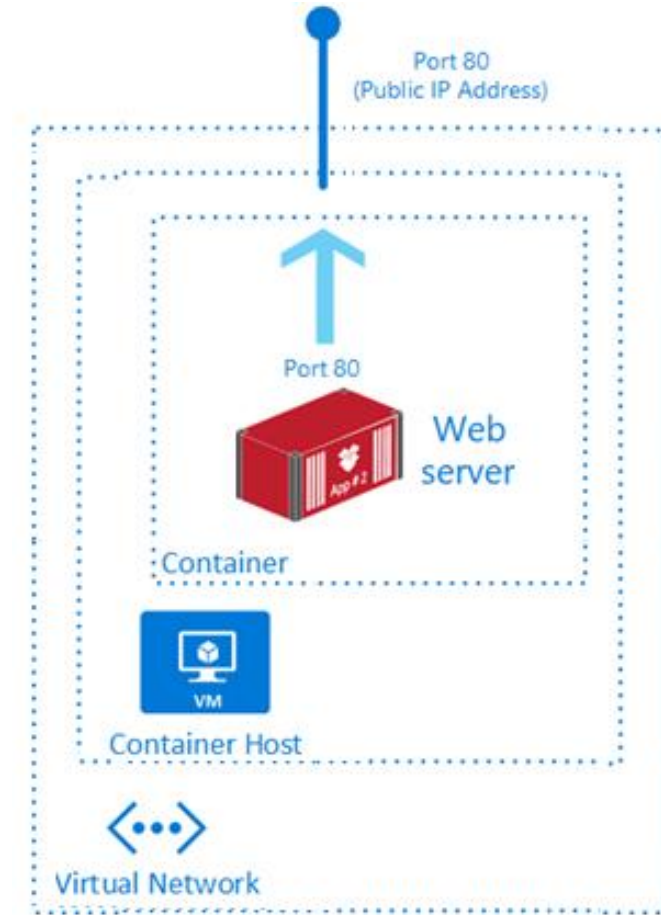 Port 80
(Public IP Address)
Port 80
App # 2
Web
server
Container
VM
Container Host
Virtual Network